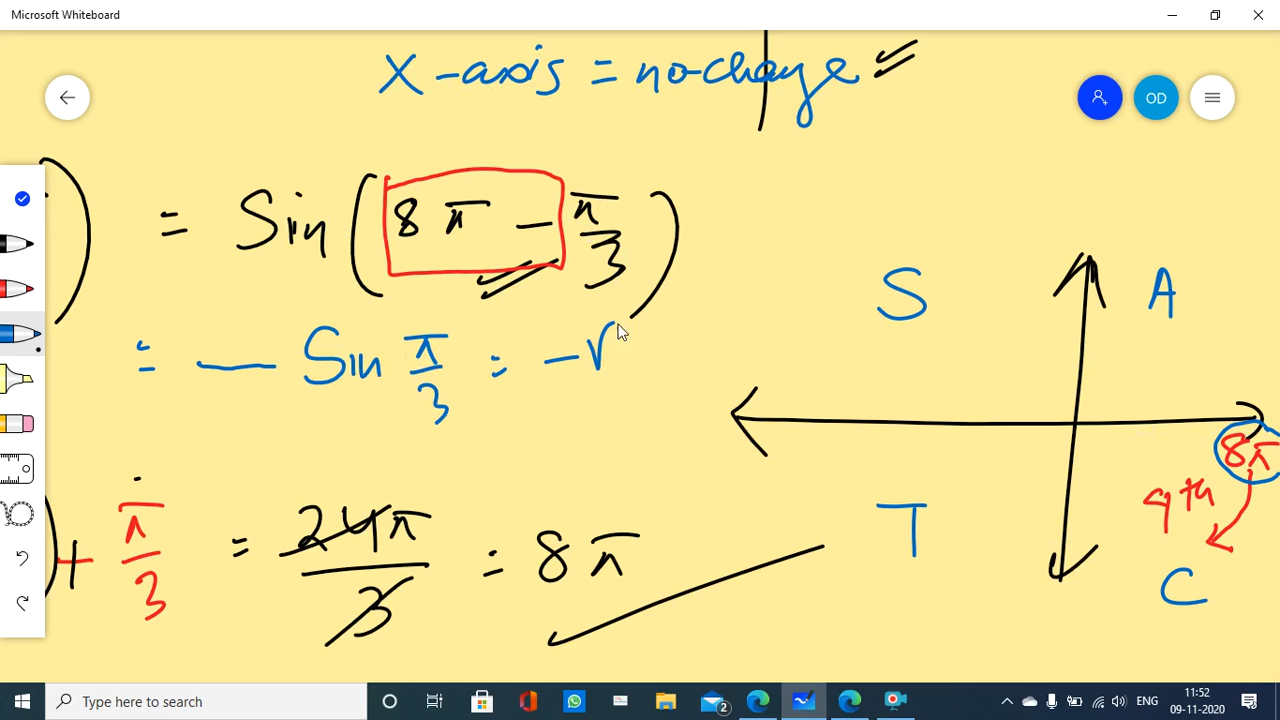 Microsoft Whiteboard
X-axis = no-change
OD
) = Sin(8π - π/3)
= - Sin π/3 = -√
S A
8π
4th
T C
) + π/3 = 24π/3 = 8π
Type here to search
2
ENG
11:52
09-11-2020